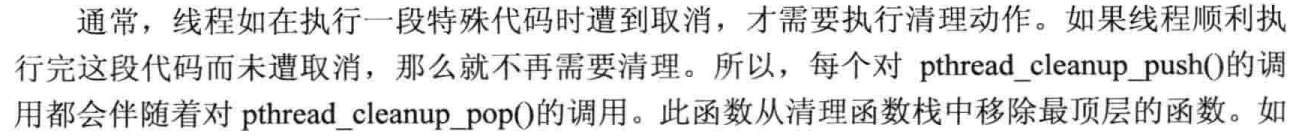 通常，线程如在执行一段特殊代码时遭到取消，才需要执行清理动作。如果线程顺利执
行完这段代码而未遭取消，那么就不再需要清理。所以，每个对 pthread_cleanup_push()的调
用都会伴随着对 pthread_cleanup_pop()的调用。此函数从清理函数栈中移除最顶层的函数。如